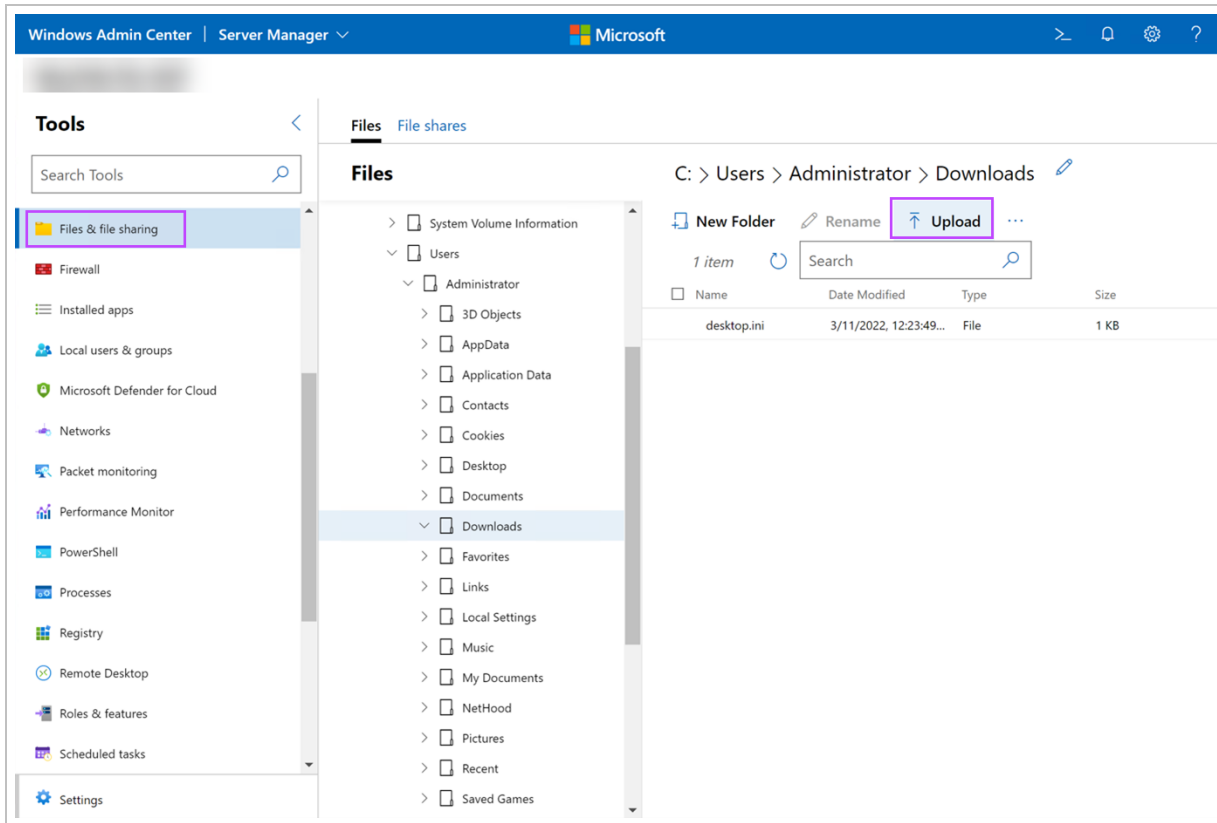 Windows Admin Center | Server Manager
Microsoft
Tools
Search Tools
Files & file sharing
Firewall
Installed apps
Local users & groups
Microsoft Defender for Cloud
Networks
Packet monitoring
Performance Monitor
PowerShell
Processes
Registry
Remote Desktop
Roles & features
Scheduled tasks
Settings
Files File shares
Files
System Volume Information
Users
Administrator
3D Objects
AppData
Application Data
Contacts
Cookies
Desktop
Documents
Downloads
Favorites
Links
Local Settings
Music
My Documents
NetHood
Pictures
Recent
Saved Games
C: > Users > Administrator > Downloads
New Folder Rename Upload ...
1 item Search
Name Date Modified Type Size
desktop.ini 3/11/2022, 12:23:49... File 1 KB